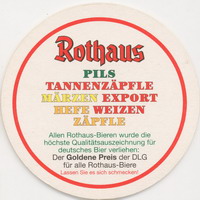 Rothaus
PILS
TANNENZÄPFLE
MÄRZEN EXPORT
HEFE WEIZEN
ZÄPFLE
Allen Rothaus-Bieren wurde die
höchste Qualitätsauszeichnung für
deutsches Bier verliehen:
Der Goldene Preis der DLG
für alle Rothaus-Biere
Lassen Sie es sich schmecken!